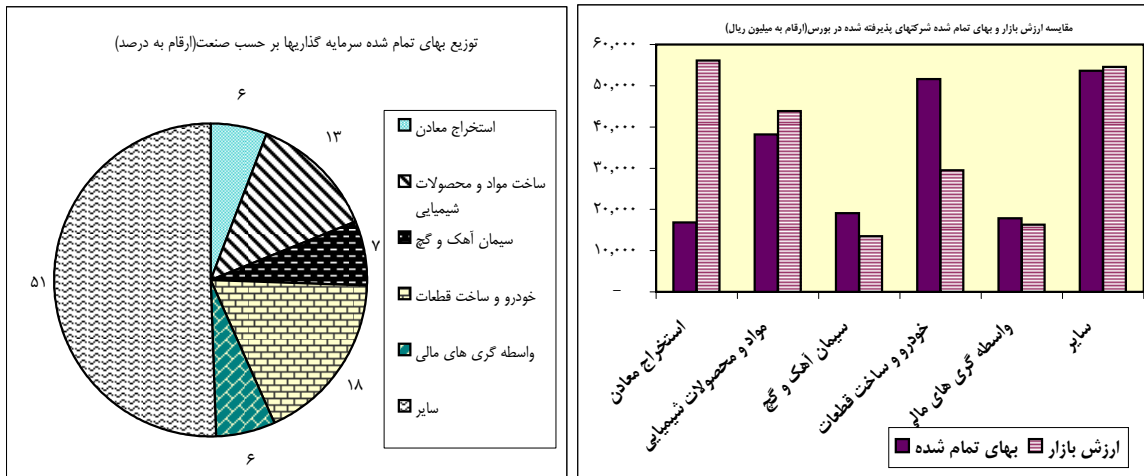 توزیع بهای تمام شده سرمایه گذاریها بر حسب صنعت(ارقام به درصد)
۶
۱۳
۷
۱۸
۶
۵۱
استخراج معادن
ساخت مواد و محصولات
شیمیایی
سیمان آهک و گچ
خودرو و ساخت قطعات
واسطه گری های مالی
سایر
مقایسه ارزش بازار و بهای تمام شده شرکتهای پذیرفته شده در بورس(ارقام به میلیون ریال)
۶۰,۰۰۰
۵۰,۰۰۰
۴۰,۰۰۰
۳۰,۰۰۰
۲۰,۰۰۰
۱۰,۰۰۰
–
استخراج معادن
مواد و محصولات شیمیایی
سیمان آهک و گچ
خودرو و ساخت قطعات
واسطه گری های مالی
سایر
بهای تمام شده
ارزش بازار